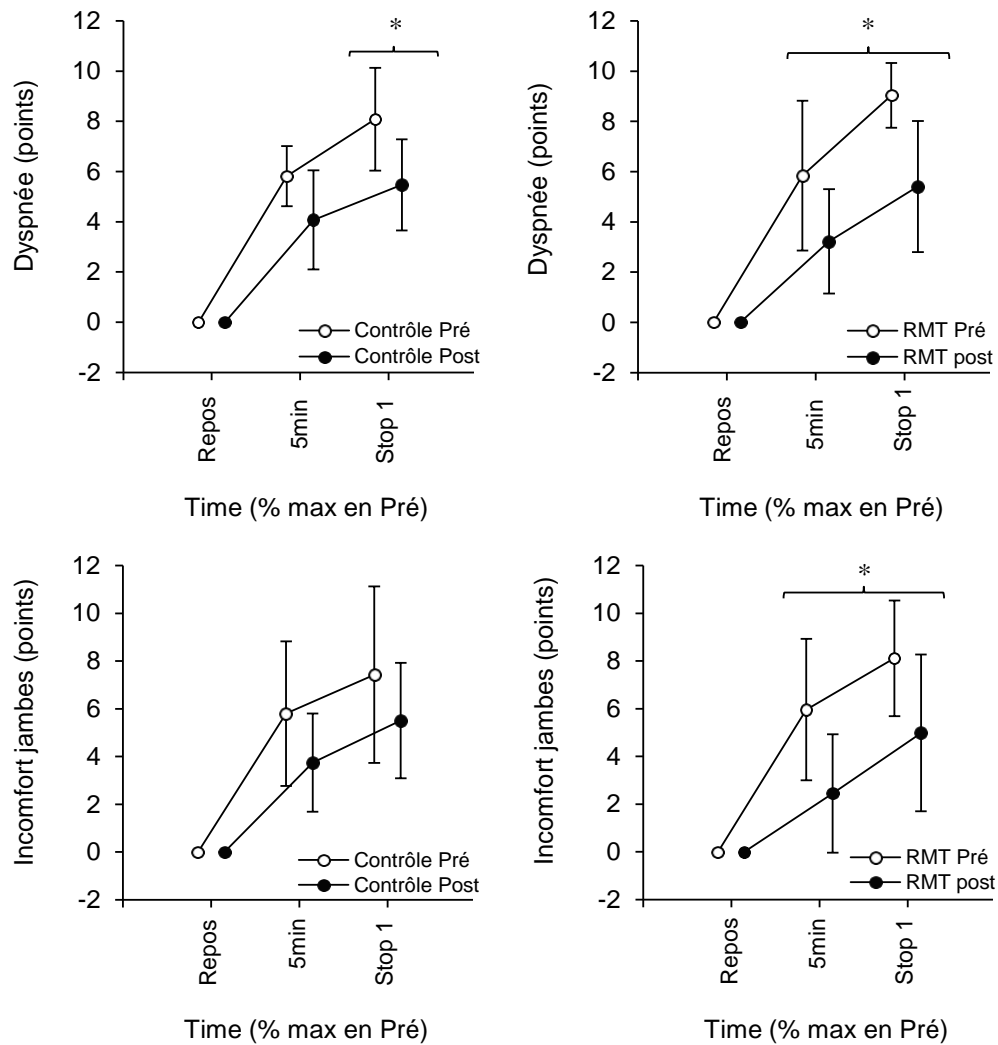 *
12
10
8
6
4
2
0
-2
Dyspnée (points)
Contrôle Pré
Contrôle Post
Repos
5min
Stop 1
Time (% max en Pré)
*
12
10
8
6
4
2
0
-2
Dyspnée (points)
RMT Pré
RMT post
Repos
5min
Stop 1
Time (% max en Pré)
12
10
8
6
4
2
0
-2
Incomfort jambes (points)
Contrôle Pré
Contrôle Post
Repos
5min
Stop 1
Time (% max en Pré)
*
12
10
8
6
4
2
0
-2
Incomfort jambes (points)
RMT Pré
RMT post
Repos
5min
Stop 1
Time (% max en Pré)